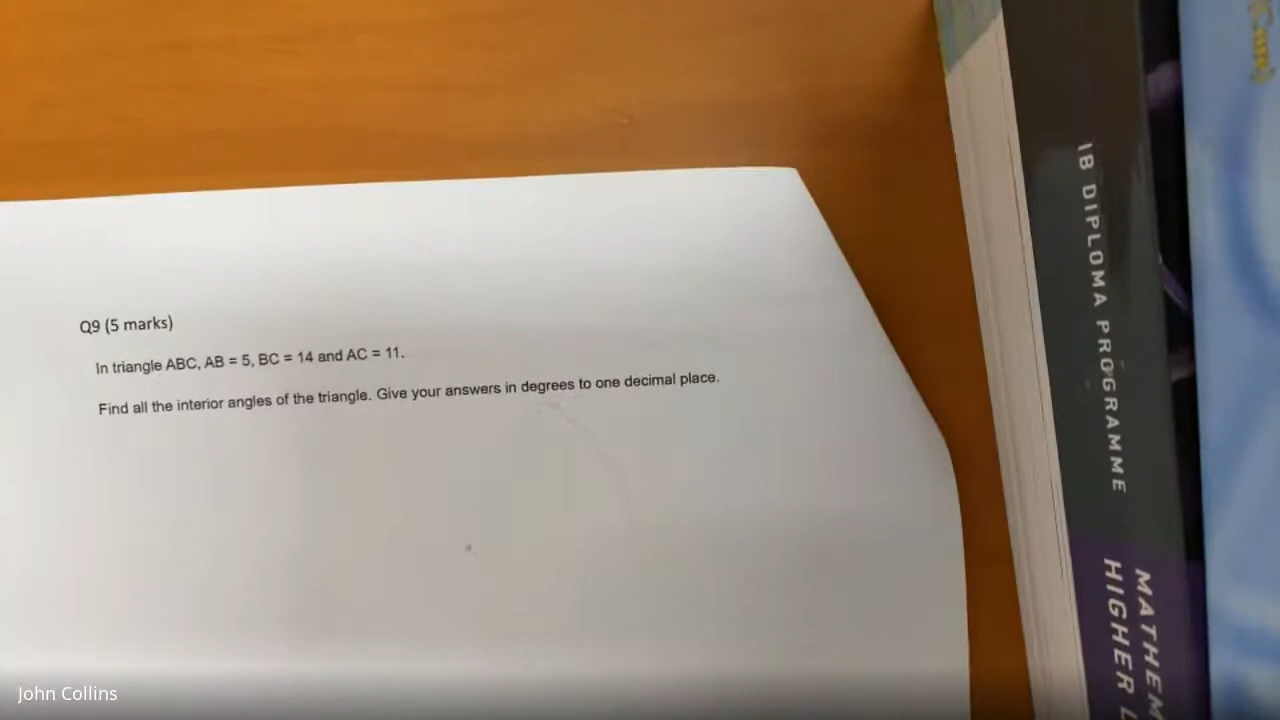 Q9 (5 marks)
In triangle ABC, AB = 5, BC = 14 and AC = 11.
Find all the interior angles of the triangle. Give your answers in degrees to one decimal place.
IB DIPLOMA PROGRAMME
HIGHER
John Collins